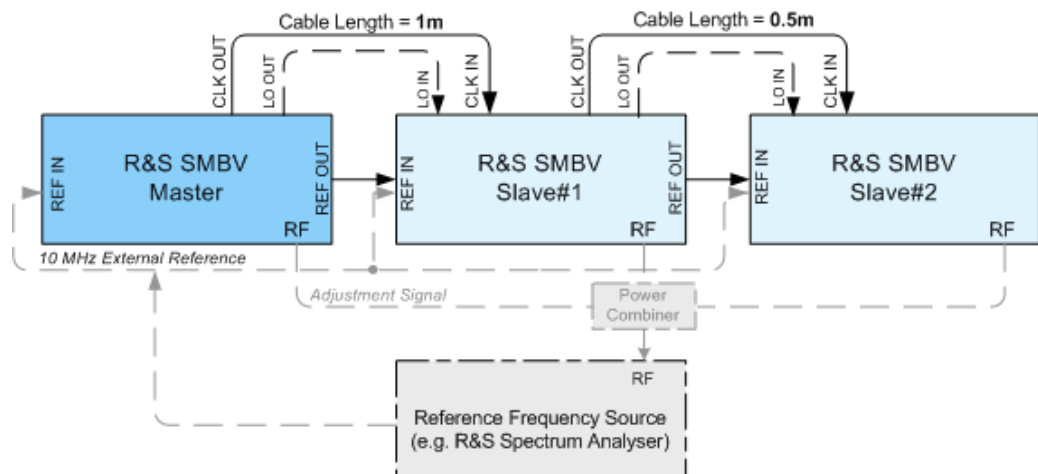 Cable Length = 1m
Cable Length = 0.5m
CLK OUT
LO OUT
LO IN
CLK IN
CLK OUT
LO OUT
LO IN
CLK IN
REF IN
R&S SMBV
Master
REF OUT
RF
REF IN
R&S SMBV
Slave#1
REF OUT
RF
REF IN
R&S SMBV
Slave#2
RF
10 MHz External Reference
Adjustment Signal
Power
Combiner
RF
Reference Frequency Source
(e.g. R&S Spectrum Analyser)